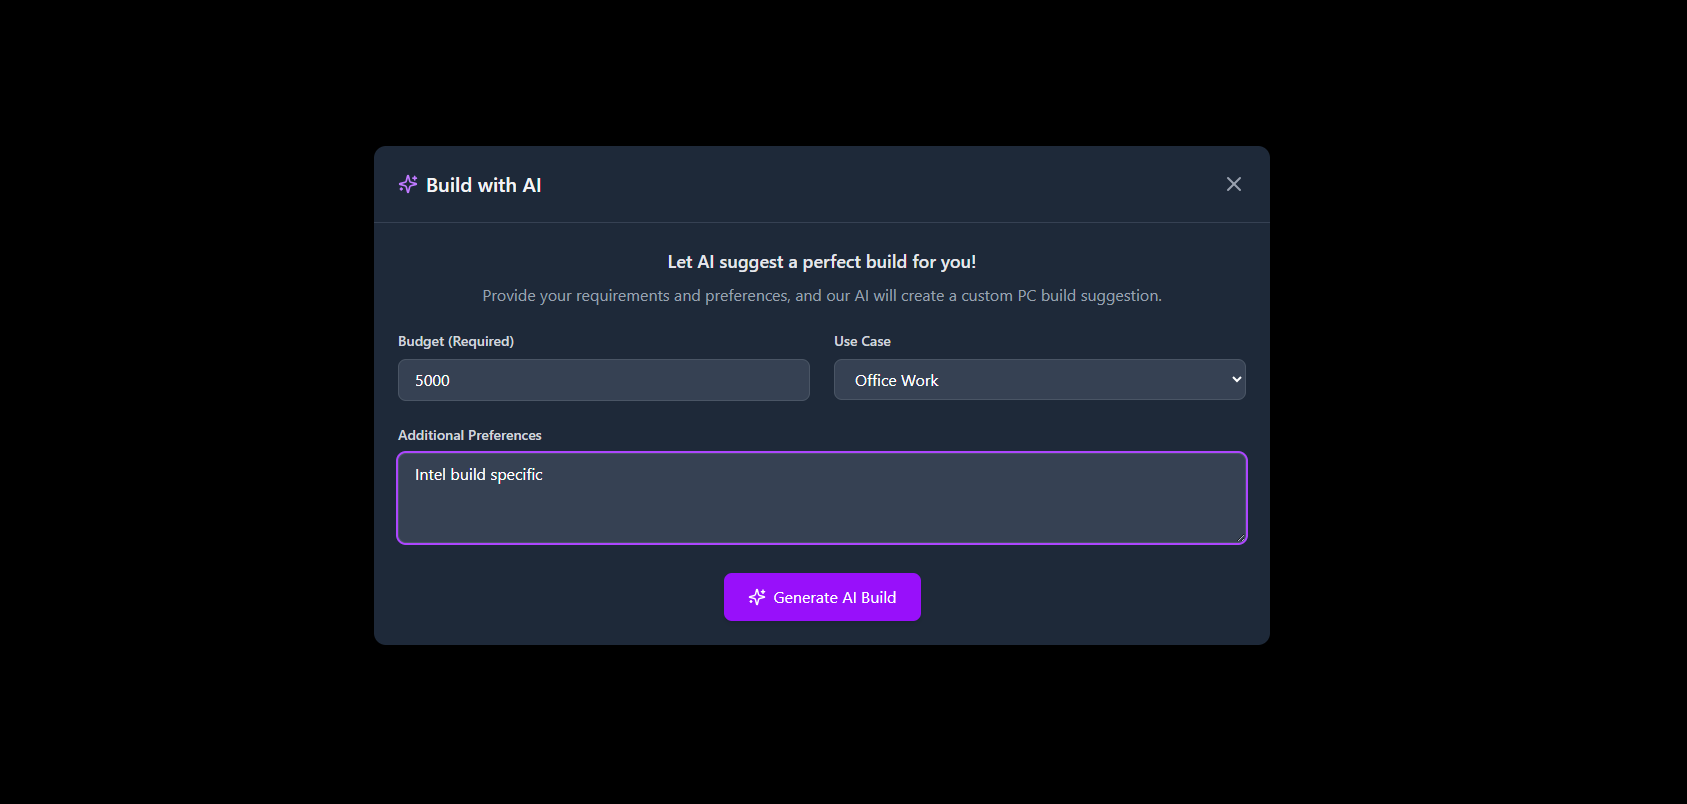 Build with AI
Let AI suggest a perfect build for you!
Provide your requirements and preferences, and our AI will create a custom PC build suggestion.
Budget (Required)
Use Case
5000
Office Work
Additional Preferences
Intel build specific
Generate AI Build